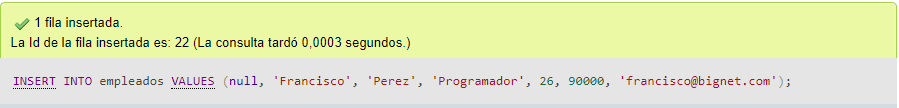 1 fila insertada.
La Id de la fila insertada es: 22 (La consulta tardó 0,0003 segundos.)
INSERT INTO empleados VALUES (null, 'Francisco', 'Perez', 'Programador', 26, 90000, 'francisco@bignet.com');